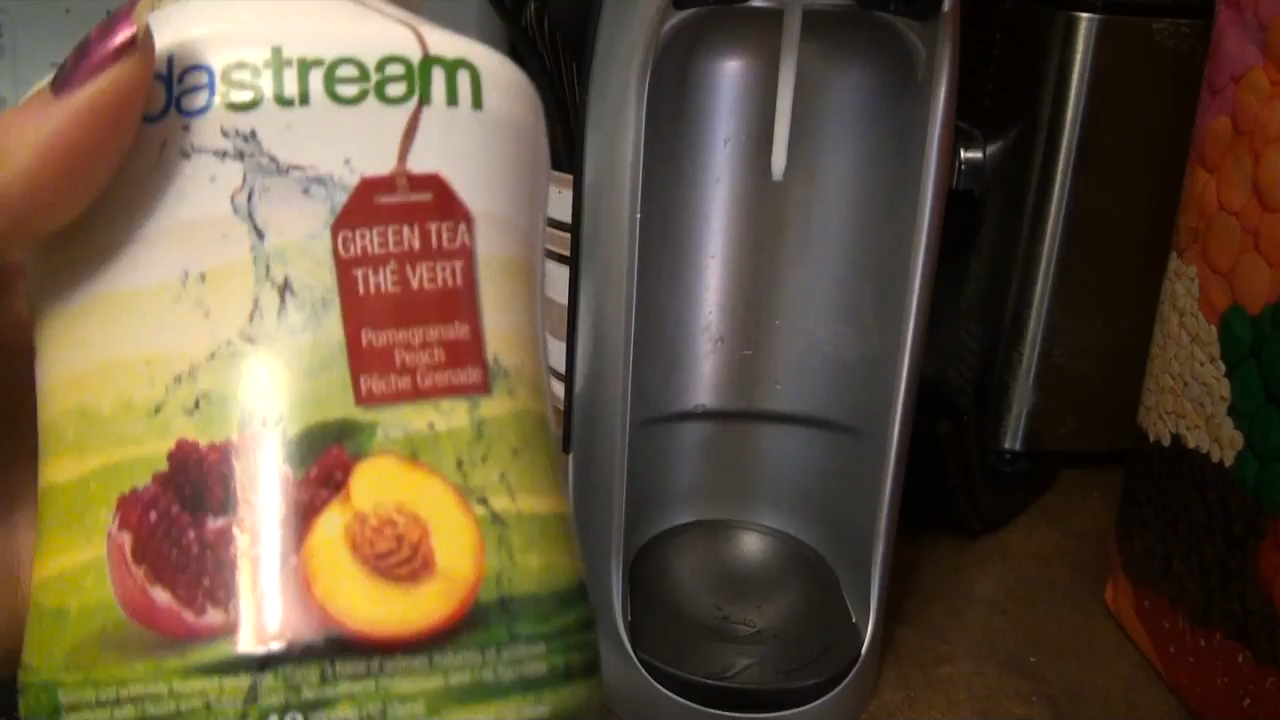 dastream
GREEN TEA
THÉ VERT
Pomegranate
Peach
Pêche Grenade